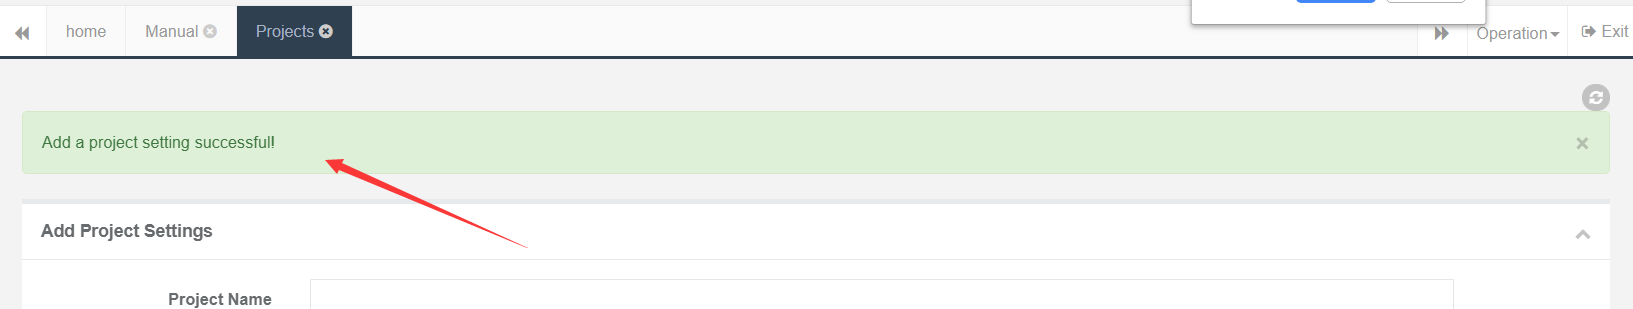 home
Manual
Projects
Operation
Exit
Add a project setting successful!
Add Project Settings
Project Name